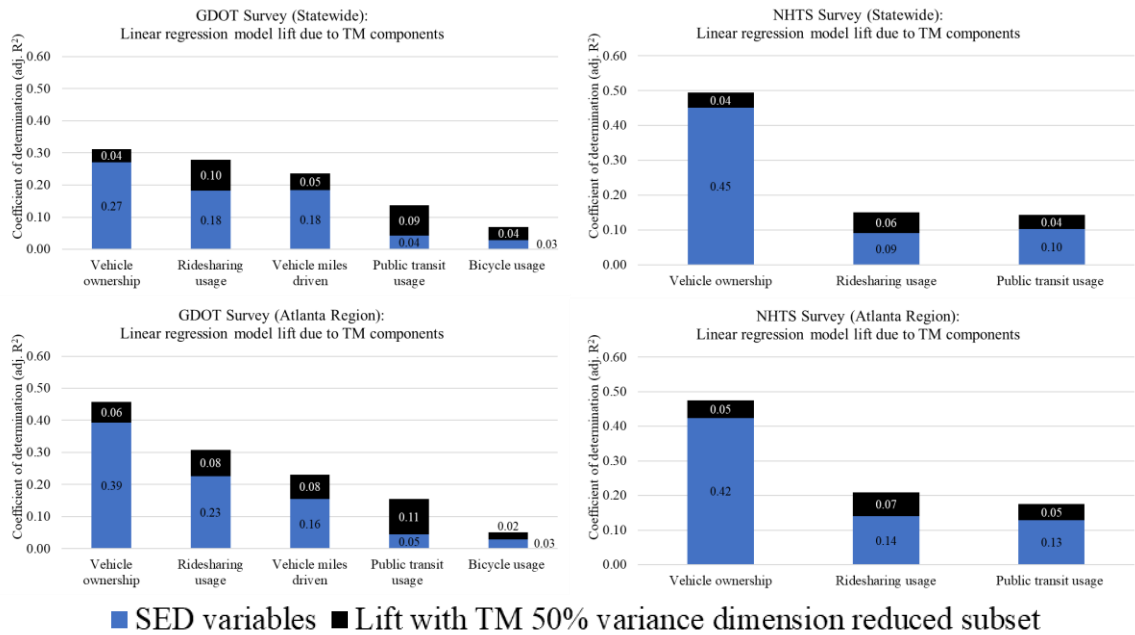 GDOT Survey (Statewide):
Linear regression model lift due to TM components
Coefficient of determination (adj. R²)
0.60
0.50
0.40
0.30
0.20
0.10
0.00
0.04
0.27
0.10
0.18
0.05
0.18
0.09
0.04
0.04
0.03
Vehicle
ownership
Ridesharing
usage
Vehicle miles
driven
Public transit
usage
Bicycle usage
NHTS Survey (Statewide):
Linear regression model lift due to TM components
Coefficient of determination (adj. R²)
0.60
0.50
0.40
0.30
0.20
0.10
0.00
0.04
0.45
0.06
0.09
0.04
0.10
Vehicle ownership
Ridesharing usage
Public transit usage
GDOT Survey (Atlanta Region):
Linear regression model lift due to TM components
Coefficient of determination (adj. R²)
0.60
0.50
0.40
0.30
0.20
0.10
0.00
0.06
0.39
0.08
0.23
0.08
0.16
0.11
0.05
0.02
0.03
Vehicle
ownership
Ridesharing
usage
Vehicle miles
driven
Public transit
usage
Bicycle usage
NHTS Survey (Atlanta Region):
Linear regression model lift due to TM components
Coefficient of determination (adj. R²)
0.60
0.50
0.40
0.30
0.20
0.10
0.00
0.05
0.42
0.07
0.14
0.05
0.13
Vehicle ownership
Ridesharing usage
Public transit usage
SED variables
Lift with TM 50% variance dimension reduced subset